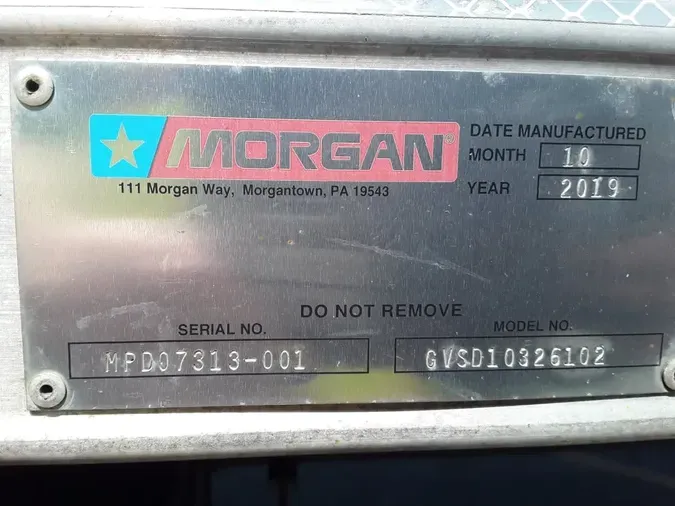 MORGAN®
111 Morgan Way, Morgantown, PA 19543
DATE MANUFACTURED
MONTH 10
YEAR 2019
DO NOT REMOVE
SERIAL NO.
MPD07313-001
MODEL NO.
GVSD10326102